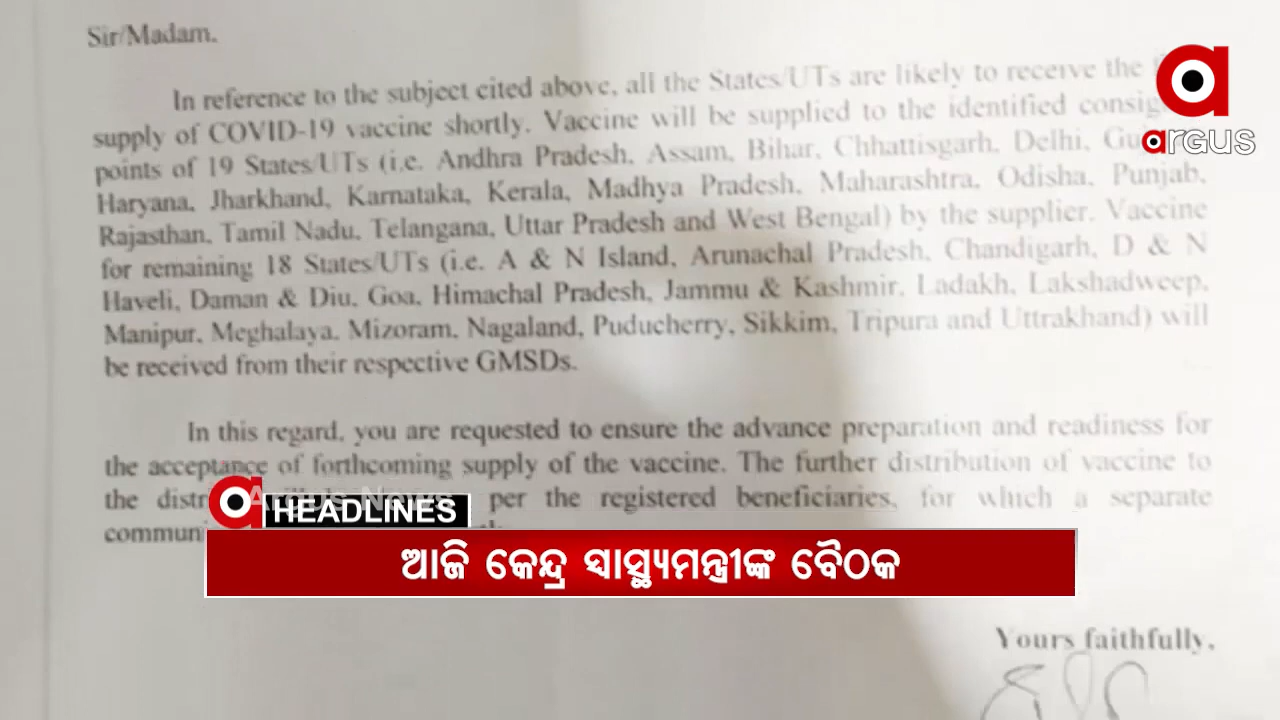 Sir/Madam,
In reference to the subject cited above, all the States/UTs are likely to receive the
supply of COVID-19 vaccine shortly. Vaccine will be supplied to the identified
points of 19 States/UTs (i.e. Andhra Pradesh, Assam, Bihar, Chhattisgarh, Delhi,
Haryana, Jharkhand, Karnataka, Kerala, Madhya Pradesh, Maharashtra, Odisha, Punjab,
Rajasthan, Tamil Nadu, Telangana, Uttar Pradesh and West Bengal) by the supplier. Vaccine
for remaining 18 States/UTs (i.e. A & N Island, Arunachal Pradesh, Chandigarh, D & N
Haveli, Daman & Diu, Goa, Himachal Pradesh, Jammu & Kashmir, Ladakh, Lakshadweep,
Manipur, Meghalaya, Mizoram, Nagaland, Puducherry, Sikkim, Tripura and Uttrakhand) will
be received from their respective GMSDs.
In this regard, you are requested to ensure the advance preparation and readiness for
the acceptance of forthcoming supply of the vaccine. The further distribution of vaccine to
the per the registered beneficiaries, for which a separate
Yours faithfully,
argus
Argus News
HEADLINES
ଆଜି କେନ୍ଦ୍ର ସ୍ୱାସ୍ଥ୍ୟମନ୍ତ୍ରୀଙ୍କ ବୈଠକ